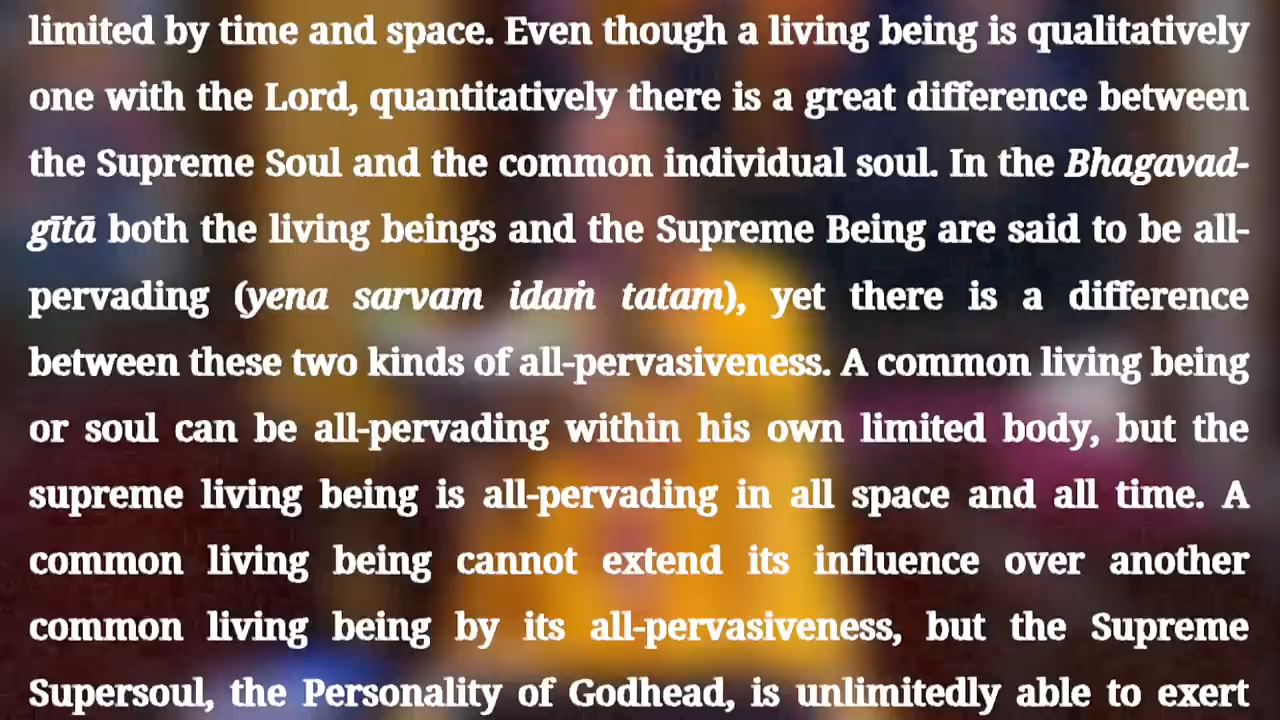 limited by time and space. Even though a living being is qualitatively
one with the Lord, quantitatively there is a great difference between
the Supreme Soul and the common individual soul. In the Bhagavad-
gītā both the living beings and the Supreme Being are said to be all-
pervading (yena sarvam idaṁ tatam), yet there is a difference
between these two kinds of all-pervasiveness. A common living being
or soul can be all-pervading within his own limited body, but the
supreme living being is all-pervading in all space and all time. A
common living being cannot extend its influence over another
common living being by its all-pervasiveness, but the Supreme
Supersoul, the Personality of Godhead, is unlimitedly able to exert